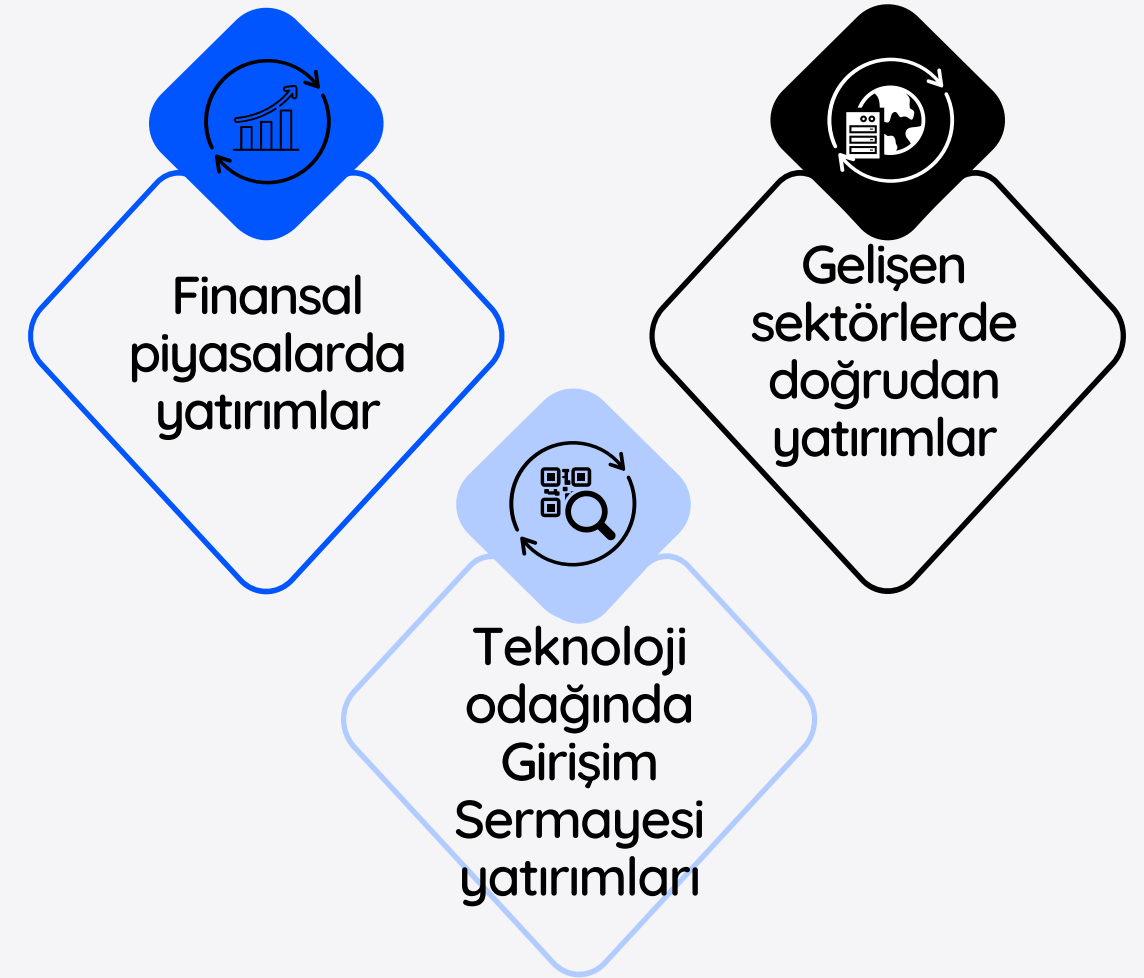 Finansal
piyasalarda
yatırımlar
Gelişen
sektörlerde
doğrudan
yatırımlar
Teknoloji
odağında
Girişim
Sermayesi
yatırımları